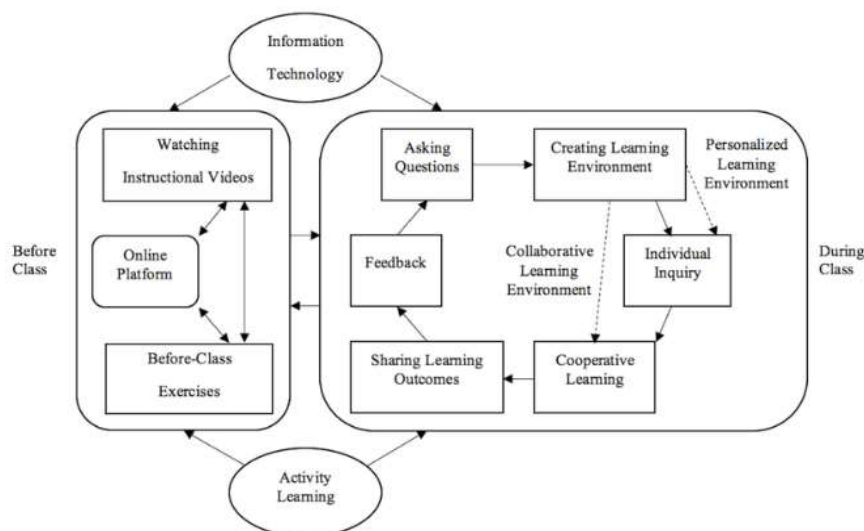 Information
Technology
Before
Class
Watching
Instructional Videos
Online
Platform
Before-Class
Exercises
Asking
Questions
Creating Learning
Environment
Personalized
Learning
Environment
Feedback
Collaborative
Learning
Environment
Individual
Inquiry
Sharing Learning
Outcomes
Cooperative
Learning
During
Class
Activity
Learning